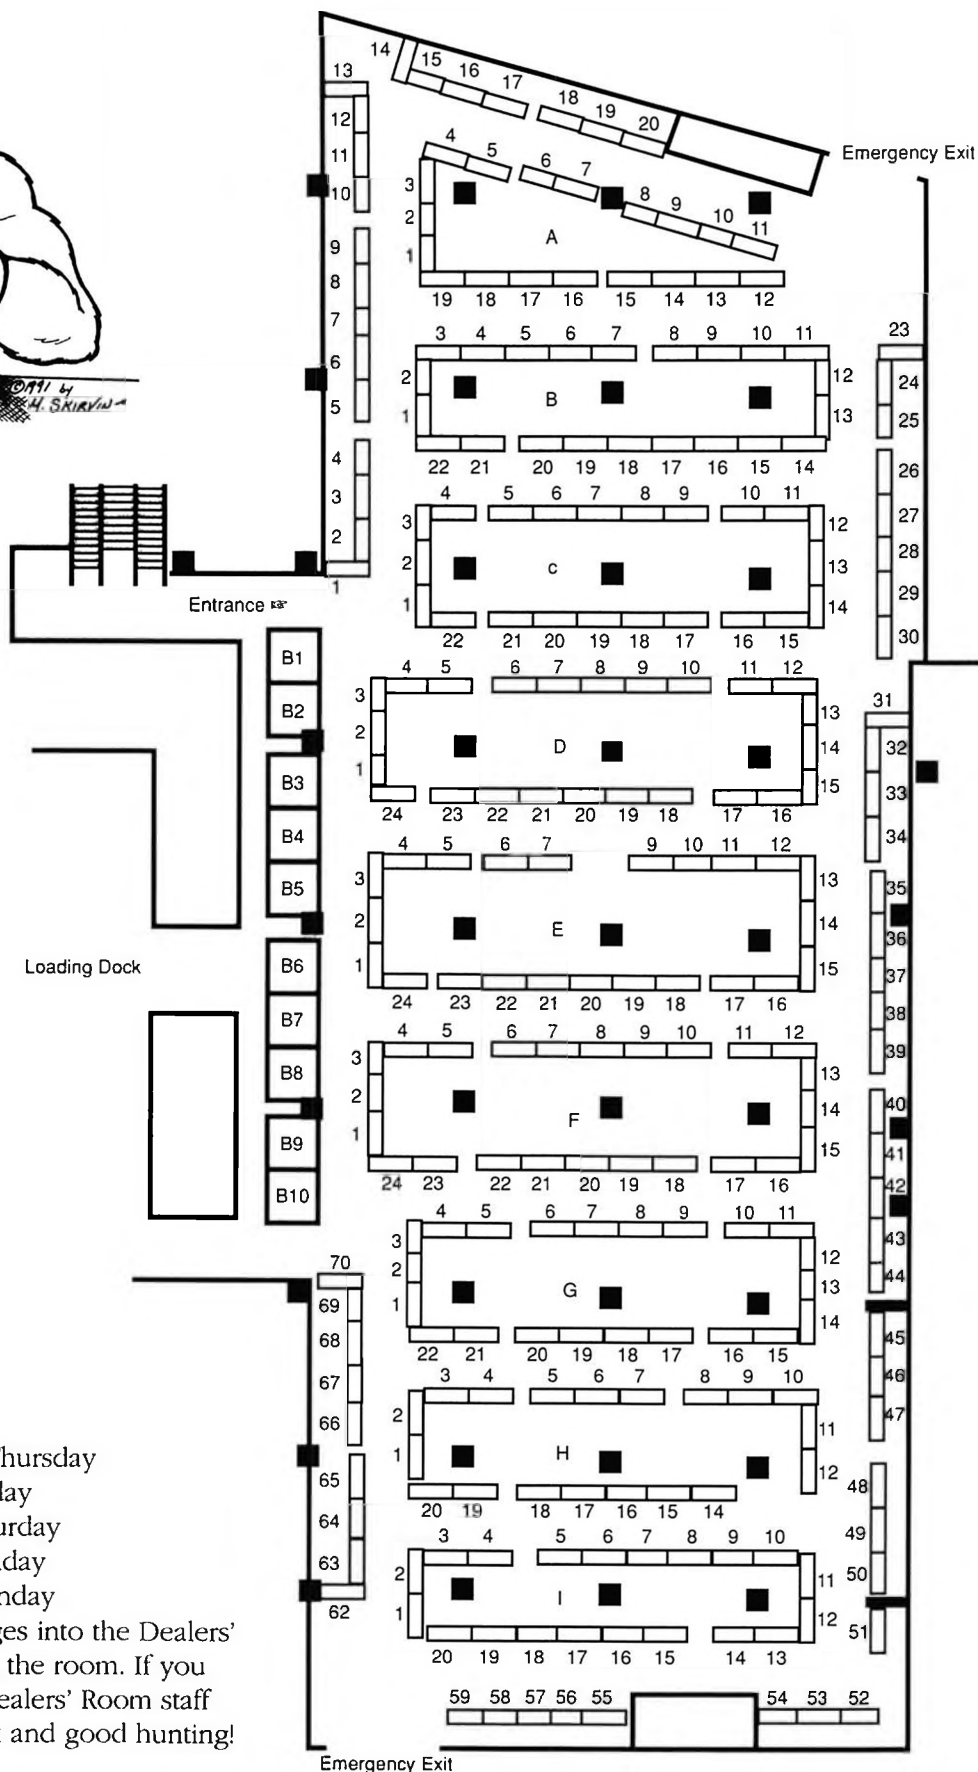 14 15 16 17 18 19 20
13
12
11
10
9
8
7
6
5
4
3
2
1
Emergency Exit
4 5 6 7 8 9 10 11
3
2
1
A
19 18 17 16 15 14 13 12
3 4 5 6 7 8 9 10 11
2
1
B
12
13
22 21 20 19 18 17 16 15 14
23
24
25
26
27
28
29
30
©1991 by
M. SKIRVIN
4 5 6 7 8 9 10 11
3
2
1
c
12
13
14
22 21 20 19 18 17 16 15
Entrance ☞
B1
B2
B3
B4
B5
B6
B7
B8
B9
B10
Loading Dock
4 5 6 7 8 9 10 11 12
3
2
1
D
13
14
15
24 23 22 21 20 19 18 17 16
31
32
33
34
35
36
37
38
39
40
41
42
43
44
45
46
47
48
49
50
51
4 5 6 7 9 10 11 12
3
2
1
E
13
14
15
24 23 22 21 20 19 18 17 16
4 5 6 7 8 9 10 11 12
3
2
1
F
13
14
15
24 23 22 21 20 19 18 17 16
4 5 6 7 8 9 10 11
3
2
1
G
12
13
14
22 21 20 19 18 17 16 15
70
69
68
67
66
65
64
63
62
3 4 5 6 7 8 9 10
2
1
H
11
12
20 19 18 17 16 15 14
3 4 5 6 7 8 9 10
2
1
I
11
12
20 19 18 17 16 15 14 13
59 58 57 56 55 54 53 52
Emergency Exit
hursday
lay
urday
day
nday
ges into the Dealers'
the room. If you
ealers' Room staff
and good hunting!